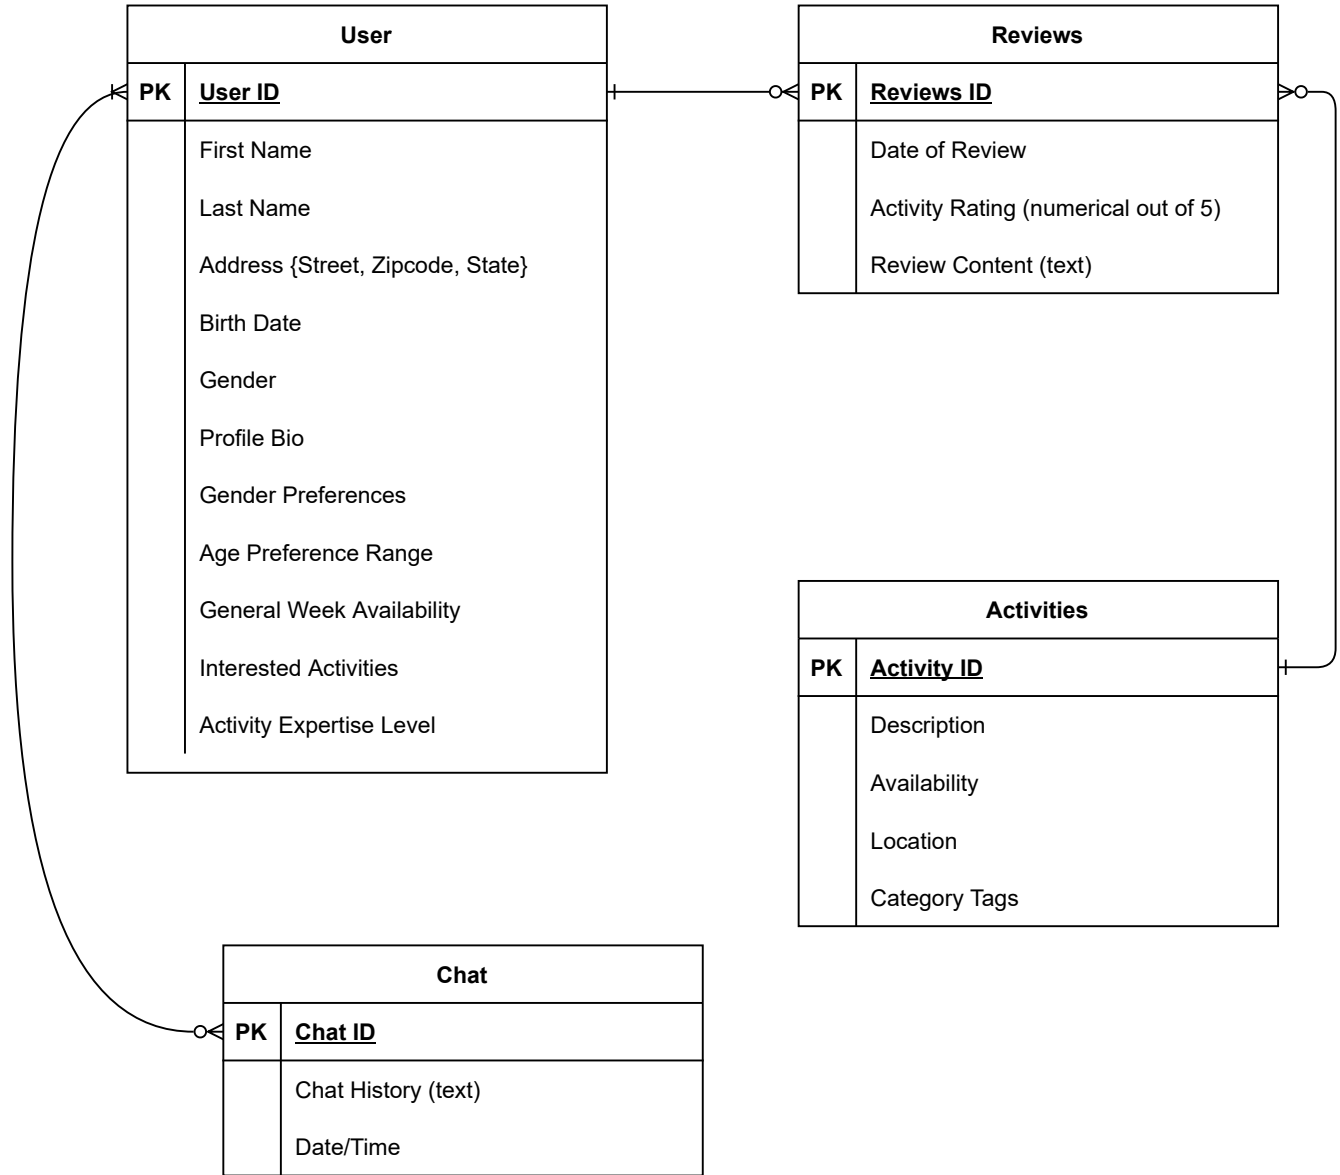 User
PK User ID
First Name
Last Name
Address {Street, Zipcode, State}
Birth Date
Gender
Profile Bio
Gender Preferences
Age Preference Range
General Week Availability
Interested Activities
Activity Expertise Level
Reviews
PK Reviews ID
Date of Review
Activity Rating (numerical out of 5)
Review Content (text)
Activities
PK Activity ID
Description
Availability
Location
Category Tags
Chat
PK Chat ID
Chat History (text)
Date/Time